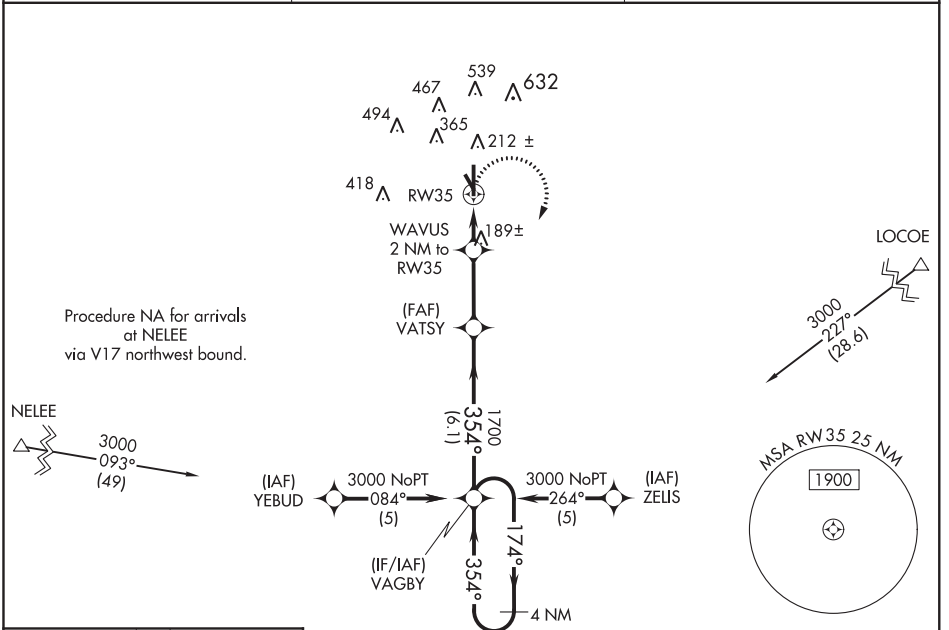 539
632
467
494
365
212 ±
418
RW35
WAVUS
2 NM to
RW35
189±
LOCOE
3000
227°
(28.6)
Procedure NA for arrivals
at NELEE
via V17 northwest bound.
(FAF)
VATSY
NELEE
3000
093°
(49)
1700
354°
(6.1)
MSA RW35 25 NM
1900
(IAF)
YEBUD
3000 NoPT
084°
(5)
3000 NoPT
264°
(5)
(IAF)
ZELIS
(IF/IAF)
VAGBY
354°
174°
4 NM